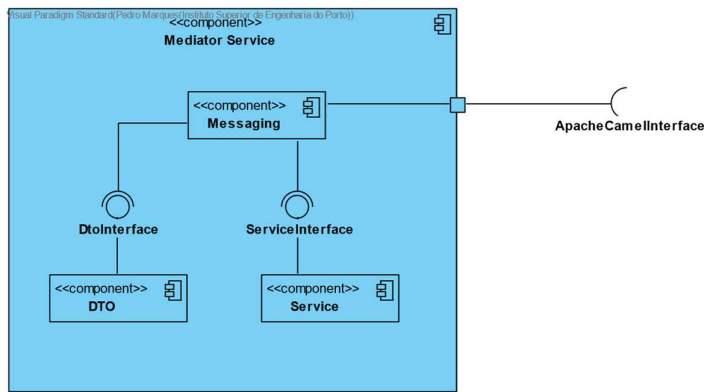 Visual Paradigm Standard(Pedro Marques(Instituto Superior de Engenharia do Porto))
<<component>>
Mediator Service
<<component>>
Messaging
ApacheCamelInterface
DtoInterface
ServiceInterface
<<component>>
DTO
<<component>>
Service